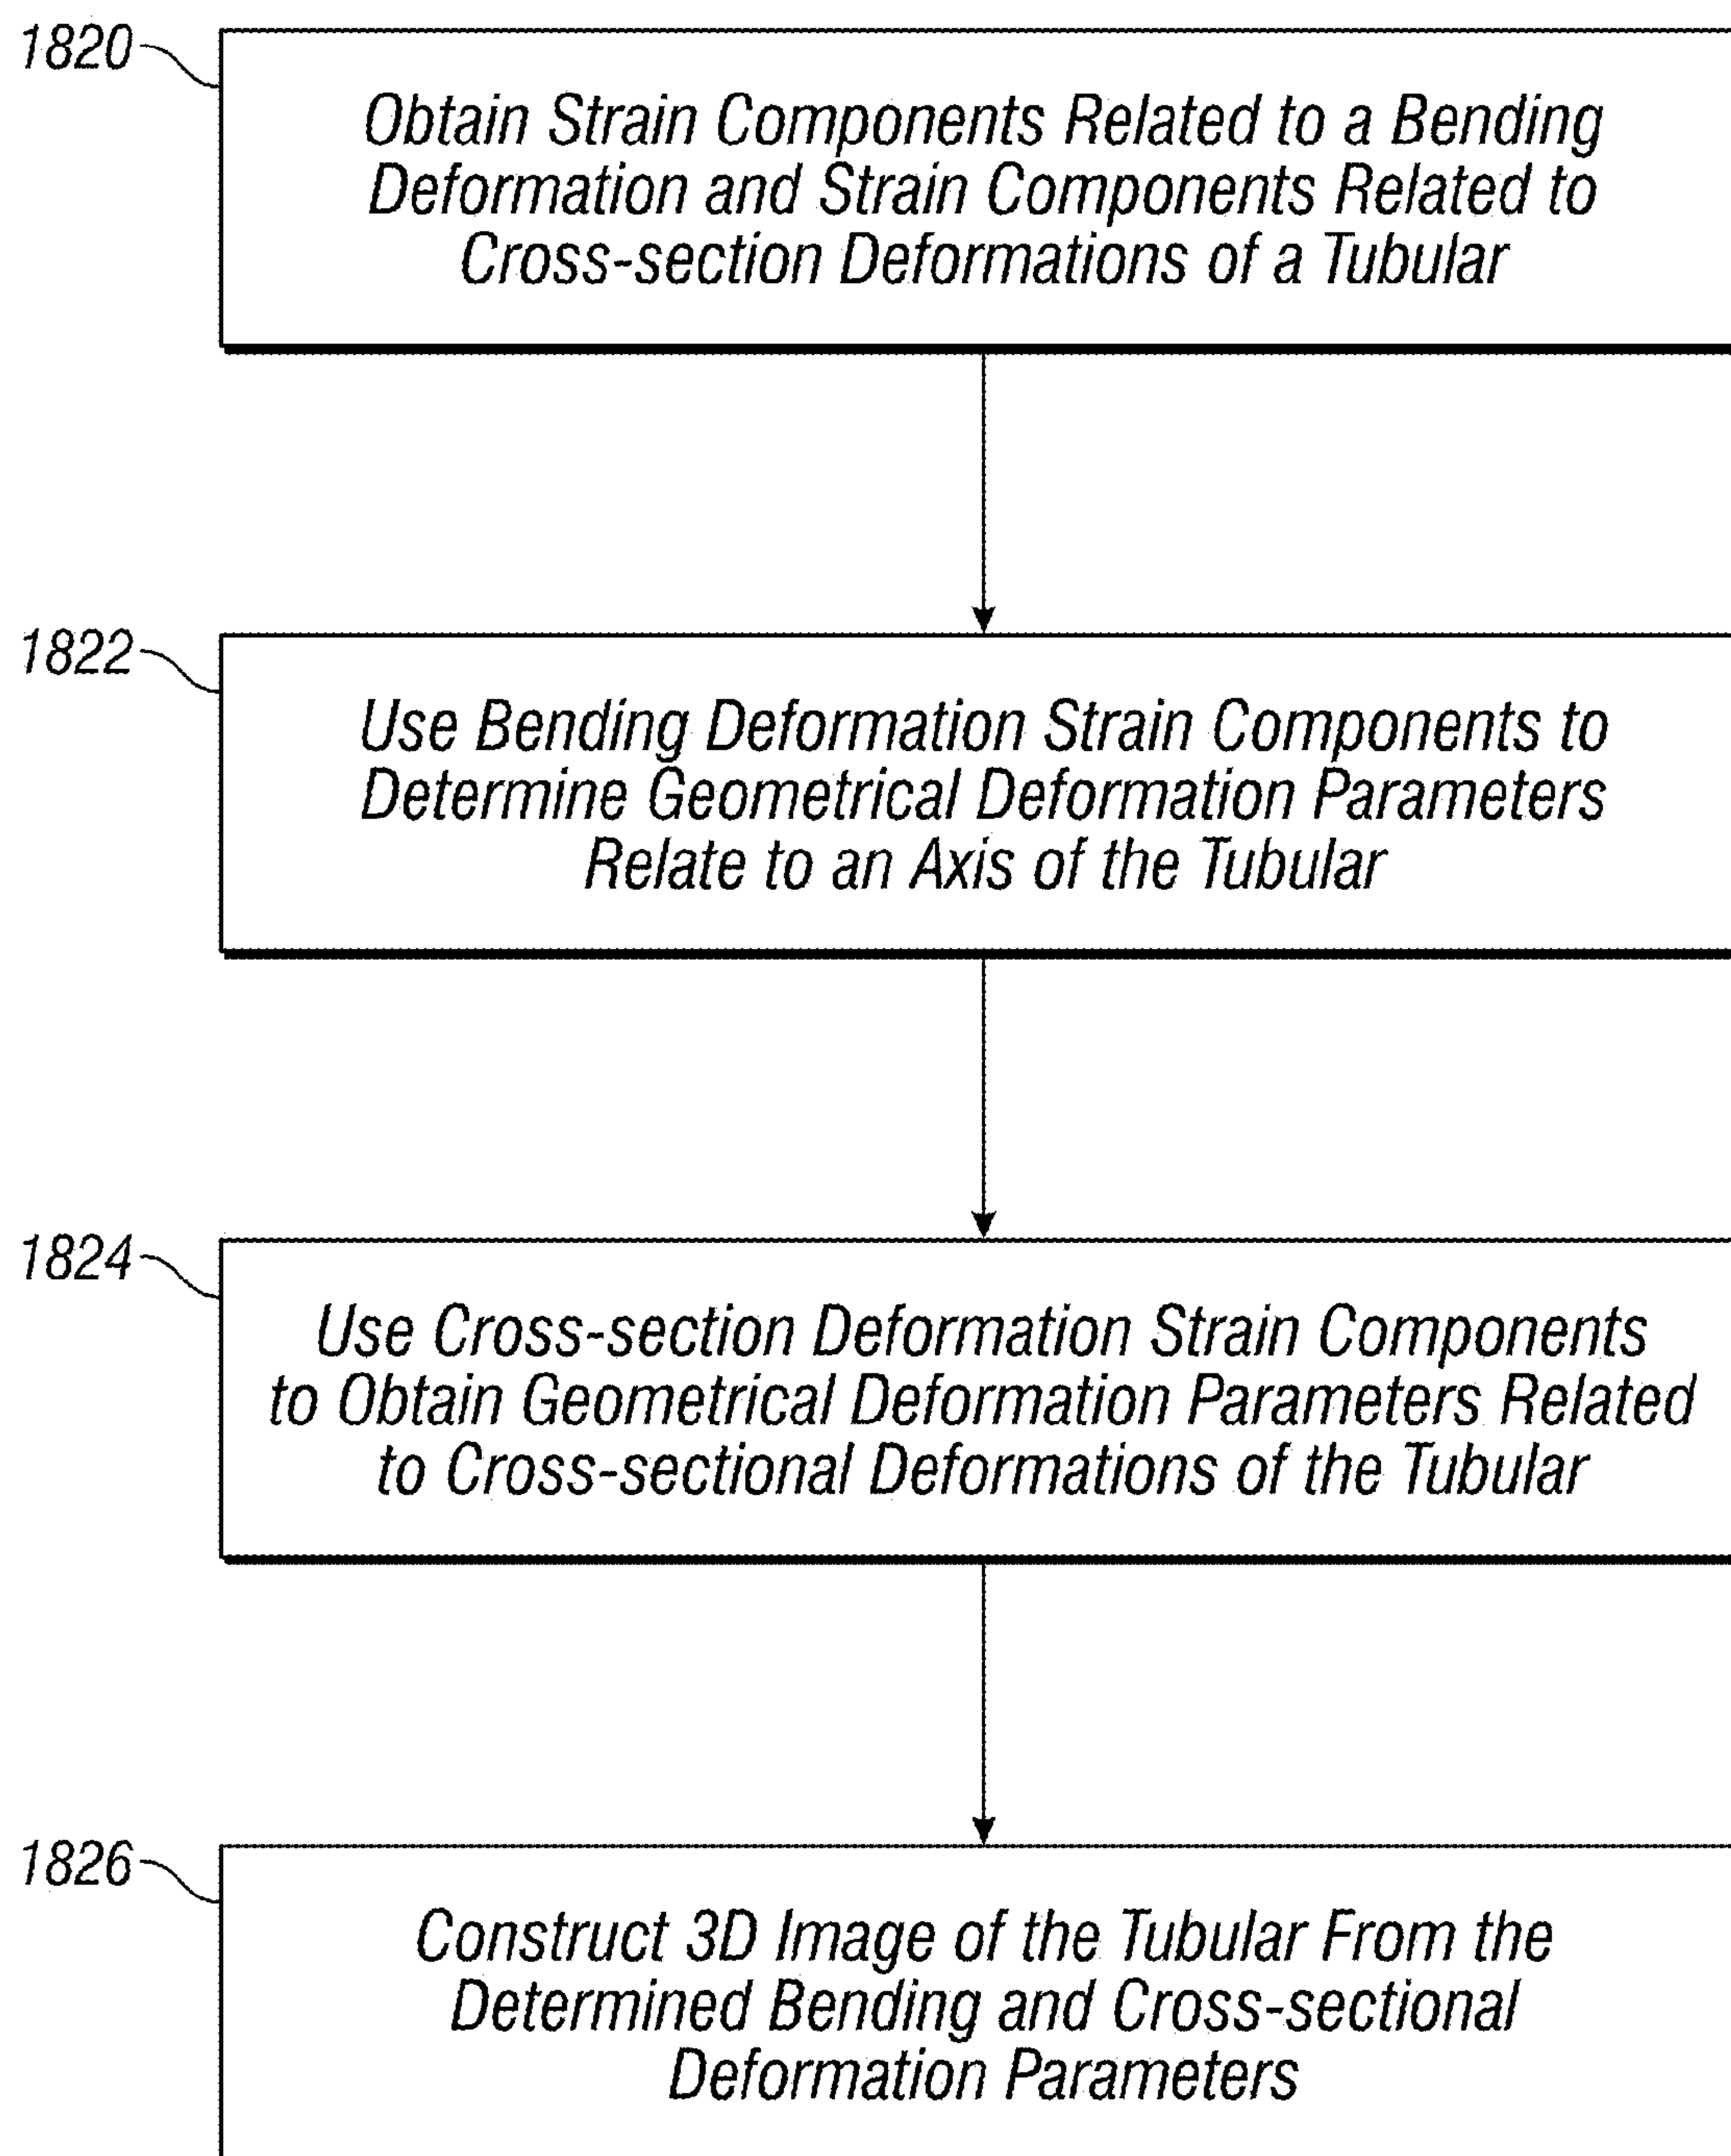 1820
Obtain Strain Components Related to a Bending
Deformation and Strain Components Related to
Cross-section Deformations of a Tubular
1822
Use Bending Deformation Strain Components to
Determine Geometrical Deformation Parameters
Relate to an Axis of the Tubular
1824
Use Cross-section Deformation Strain Components
to Obtain Geometrical Deformation Parameters Related
to Cross-sectional Deformations of the Tubular
1826
Construct 3D Image of the Tubular From the
Determined Bending and Cross-sectional
Deformation Parameters